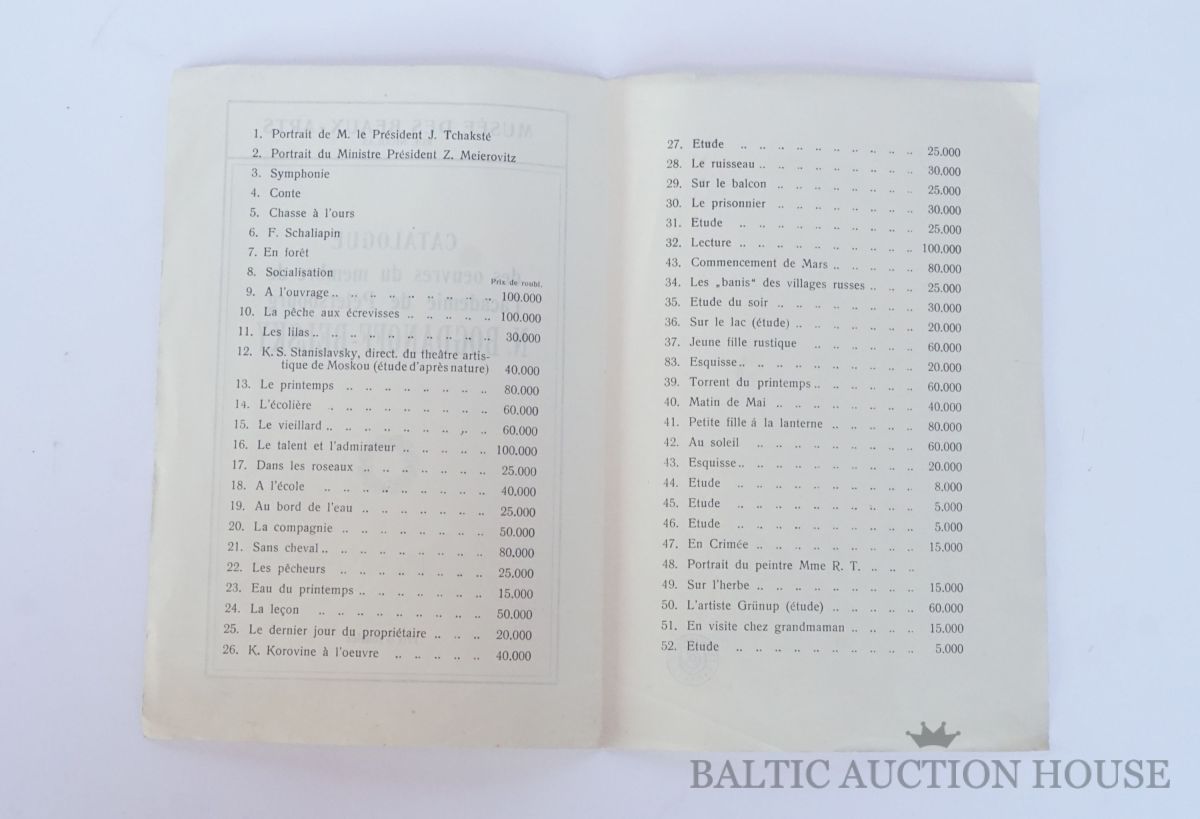 1. Portrait de M. le Président J. Tchaksté
2. Portrait du Ministre Président Z. Meierovitz
3. Symphonie
4. Conte
5. Chasse à l'ours
6. F. Schaliapin
7. En forêt
8. Socialisation
Prix de roubl.
9. A l'ouvrage .. .. .. .. .. .. .. .. 100.000
10. La pêche aux écrevisses .. .. .. .. .. 100.000
11. Les lilas .. .. .. .. .. .. .. .. .. 30.000
12. K. S. Stanislavsky, direct. du theâtre artis-
tique de Moskou (étude d'après nature) 40.000
13. Le printemps .. .. .. .. .. .. .. .. 80.000
14. L'écolière .. .. .. .. .. .. .. .. 60.000
15. Le vieillard .. .. .. .. .. .. .. .. 60.000
16. Le talent et l'admirateur .. .. .. .. .. 100.000
17. Dans les roseaux .. .. .. .. .. .. .. 25.000
18. A l'école .. .. .. .. .. .. .. .. .. 40.000
19. Au bord de l'eau .. .. .. .. .. .. .. 25.000
20. La compagnie .. .. .. .. .. .. .. .. 50.000
21. Sans cheval .. .. .. .. .. .. .. .. .. 80.000
22. Les pêcheurs .. .. .. .. .. .. .. .. 25.000
23. Eau du printemps .. .. .. .. .. .. .. 15.000
24. La leçon .. .. .. .. .. .. .. .. .. 50.000
25. Le dernier jour du propriétaire .. .. .. 20.000
26. K. Korovine à l'oeuvre .. .. .. .. .. 40.000
27. Etude .. .. .. .. .. .. .. .. .. .. 25.000
28. Le ruisseau .. .. .. .. .. .. .. .. .. 30.000
29. Sur le balcon .. .. .. .. .. .. .. .. 25.000
30. Le prisonnier .. .. .. .. .. .. .. .. 30.000
31. Etude .. .. .. .. .. .. .. .. .. .. 25.000
32. Lecture .. .. .. .. .. .. .. .. .. .. 100.000
43. Commencement de Mars .. .. .. .. .. 80.000
34. Les „banis“ des villages russes .. .. .. 25.000
35. Etude du soir .. .. .. .. .. .. .. .. 30.000
36. Sur le lac (étude) .. .. .. .. .. .. .. 20.000
37. Jeune fille rustique .. .. .. .. .. .. 60.000
83. Esquisse .. .. .. .. .. .. .. .. .. .. 20.000
39. Torrent du printemps .. .. .. .. .. .. 60.000
40. Matin de Mai .. .. .. .. .. .. .. .. 40.000
41. Petite fille á la lanterne .. .. .. .. .. 80.000
42. Au soleil .. .. .. .. .. .. .. .. .. 60.000
43. Esquisse .. .. .. .. .. .. .. .. .. .. 20.000
44. Etude .. .. .. .. .. .. .. .. .. .. 8.000
45. Etude .. .. .. .. .. .. .. .. .. .. 5.000
46. Etude .. .. .. .. .. .. .. .. .. .. 5.000
47. En Crimée .. .. .. .. .. .. .. .. .. 15.000
48. Portrait du peintre Mme R. T. .. .. ..
49. Sur l'herbe .. .. .. .. .. .. .. .. .. 15.000
50. L'artiste Grünup (étude) .. .. .. .. .. 60.000
51. En visite chez grandmaman .. .. .. .. 15.000
52. Etude .. .. .. .. .. .. .. .. .. .. 5.000
BALTIC AUCTION HOUSE